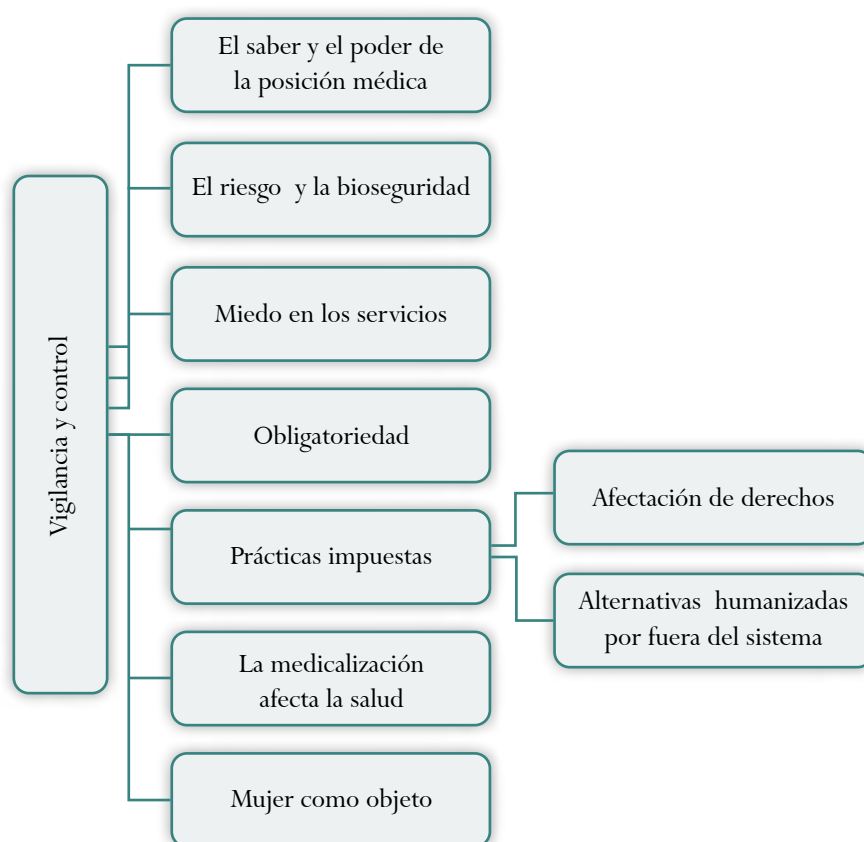 El saber y el poder de
la posición médica
El riesgo y la bioseguridad
Miedo en los servicios
Vigilancia y control
Obligatoriedad
Prácticas impuestas
Afectación de derechos
Alternativas humanizadas
por fuera del sistema
La medicalización
afecta la salud
Mujer como objeto